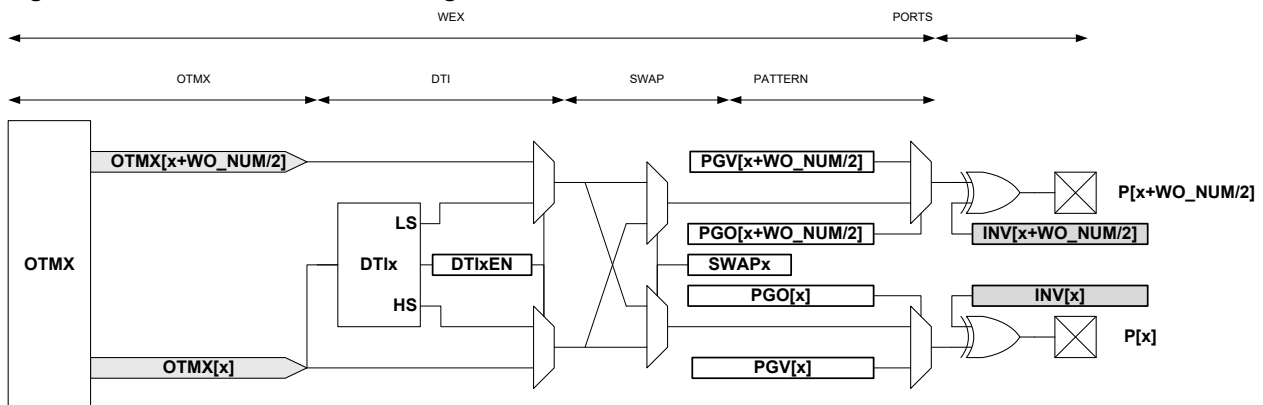 WEX PORTS
OTMX DTI SWAP PATTERN
OTMX[x+WO_NUM/2] PGV[x+WO_NUM/2]
P[x+WO_NUM/2]
LS
PGO[x+WO_NUM/2] INV[x+WO_NUM/2]
OTMX DTIx DTIxEN SWAPx
PGO[x] INV[x]
HS
P[x]
OTMX[x] PGV[x]